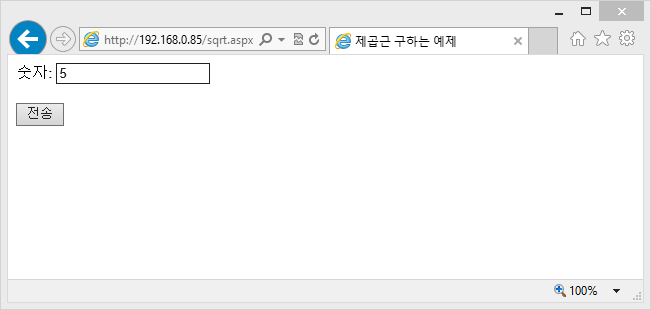 http://192.168.0.85/sqrt.aspx
제곱근 구하는 예제
숫자: 5
전송
100%